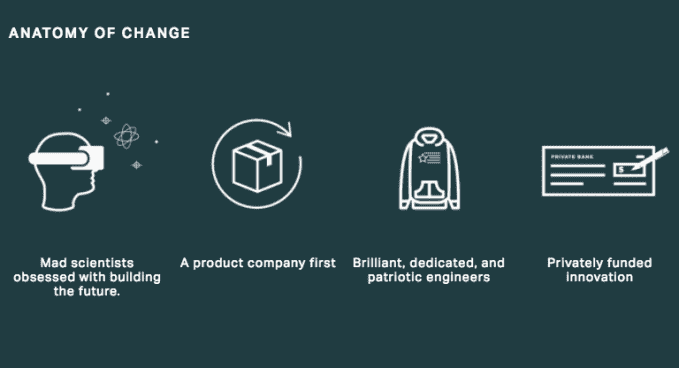 ANATOMY OF CHANGE
PRIVATE BANK
$
Mad scientists
obsessed with building
the future.
A product company first
Brilliant, dedicated, and
patriotic engineers
Privately funded
innovation